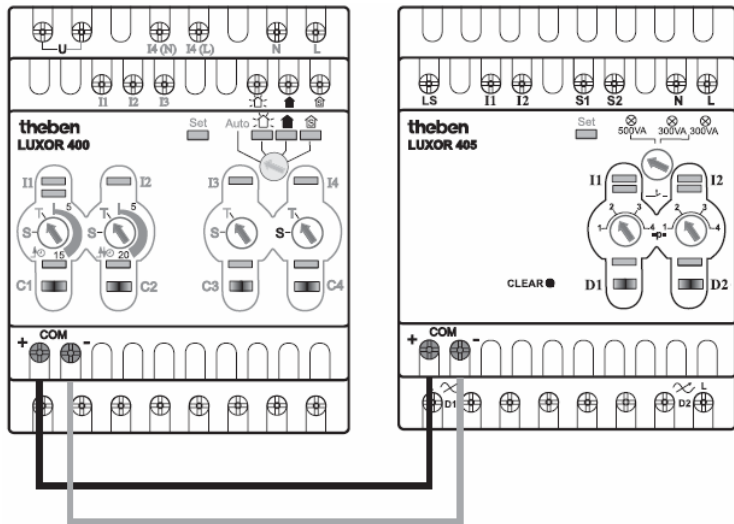 U I4 (N) I4 (L) N L
I1 I2 I3
theben
LUXOR 400
Set Auto
I1 I2 I3 I4
T L 5 T L 5 T T
S S S S
15 20
C1 C2 C3 C4
COM
+ -
LS I1 I2 S1 S2 N L
theben
LUXOR 405
Set
500VA 300VA 300VA
I1 I2
2 3 2 3
1 4 1 4
CLEAR
D1 D2
COM
+ -
D1 D2 L